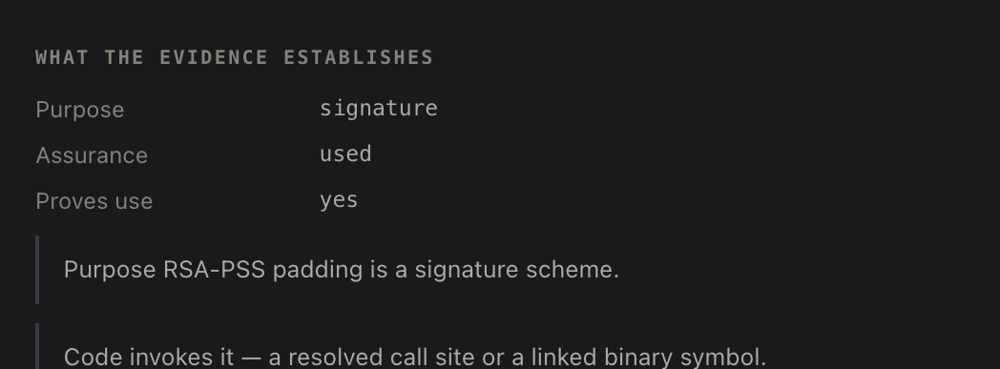 WHAT THE EVIDENCE ESTABLISHES
Purpose signature
Assurance used
Proves use yes
Purpose RSA-PSS padding is a signature scheme.
Code invokes it — a resolved call site or a linked binary symbol.